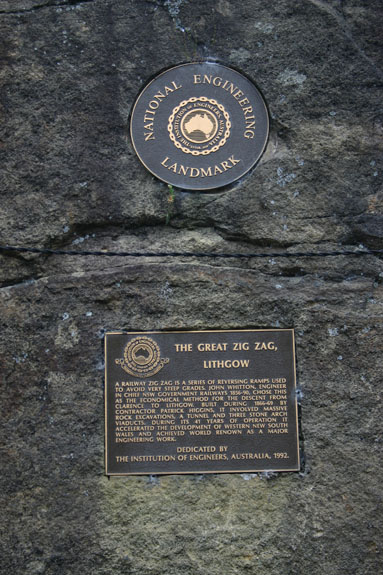 NATIONAL ENGINEERING
THE INSTITUTION OF ENGINEERS, AUSTRALIA
LANDMARK
THE GREAT ZIG ZAG,
LITHGOW
A RAILWAY ZIG ZAG IS A SERIES OF REVERSING RAMPS USED
TO AVOID VERY STEEP GRADES. JOHN WHITTON, ENGINEER
IN CHIEF NSW GOVERNMENT RAILWAYS 1856-90, CHOSE THIS
AS THE ECONOMICAL METHOD FOR THE DESCENT FROM
CLARENCE TO LITHGOW. BUILT DURING 1866-69 BY
CONTRACTOR PATRICK HIGGINS, IT INVOLVED MASSIVE
ROCK EXCAVATIONS, A TUNNEL AND THREE STONE ARCH
VIADUCTS. DURING ITS 41 YEARS OF OPERATION IT
ACCELERATED THE DEVELOPMENT OF WESTERN NEW SOUTH
WALES AND ACHIEVED WORLD RENOWN AS A MAJOR
ENGINEERING WORK.
DEDICATED BY
THE INSTITUTION OF ENGINEERS, AUSTRALIA, 1992.